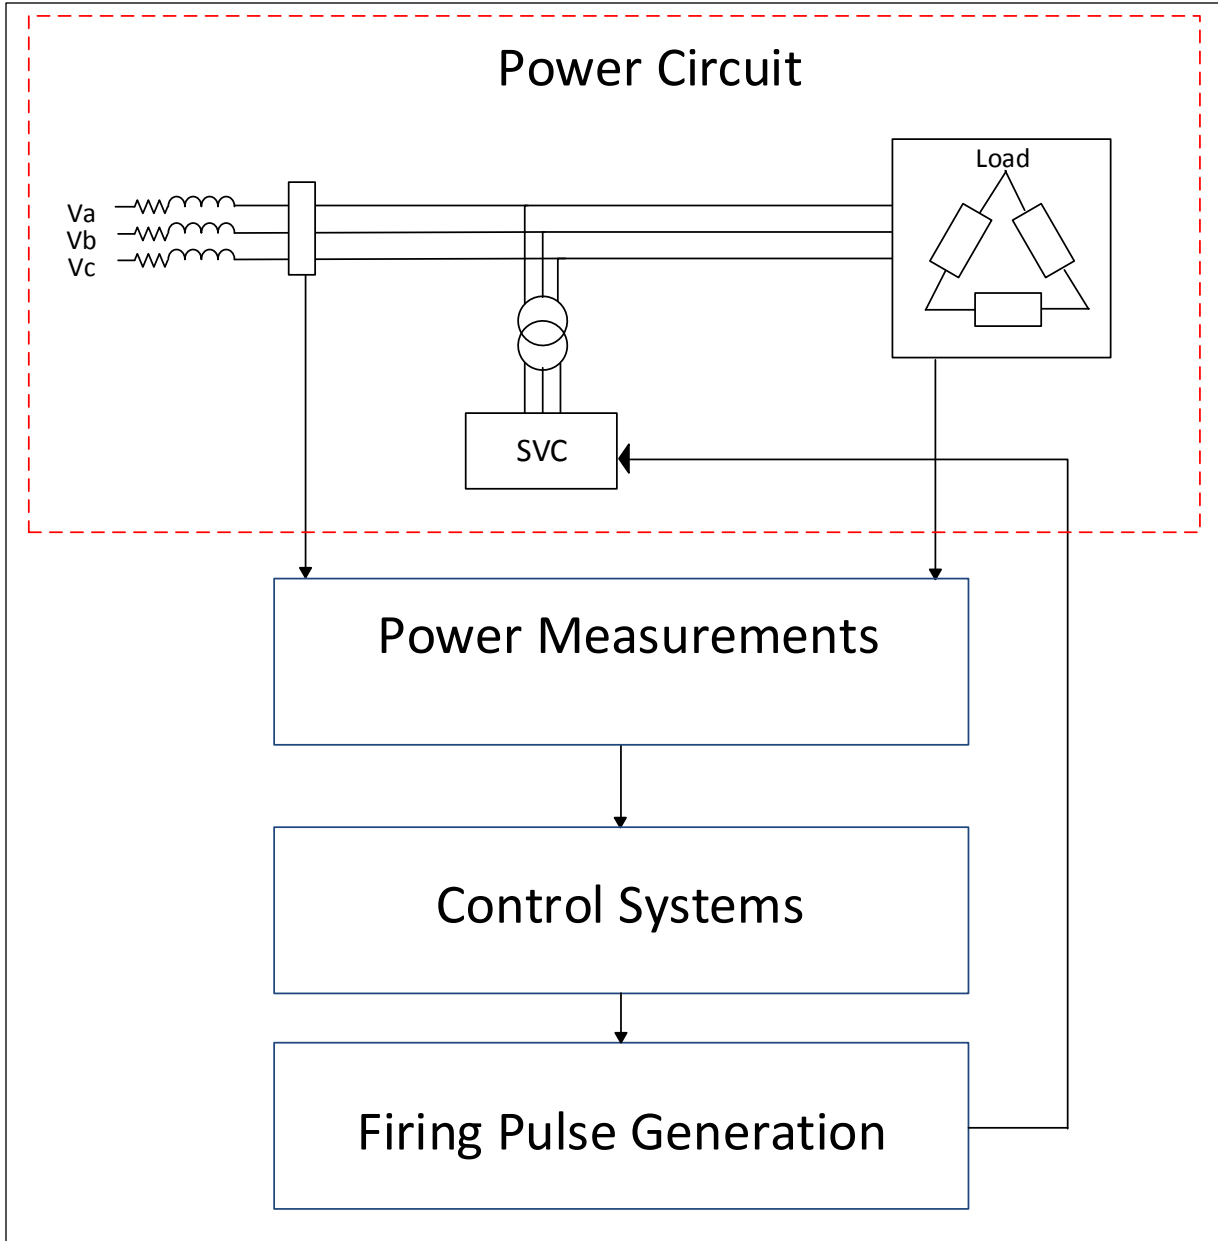 Power Circuit
Load
Va
Vb
Vc
SVC
Power Measurements
Control Systems
Firing Pulse Generation